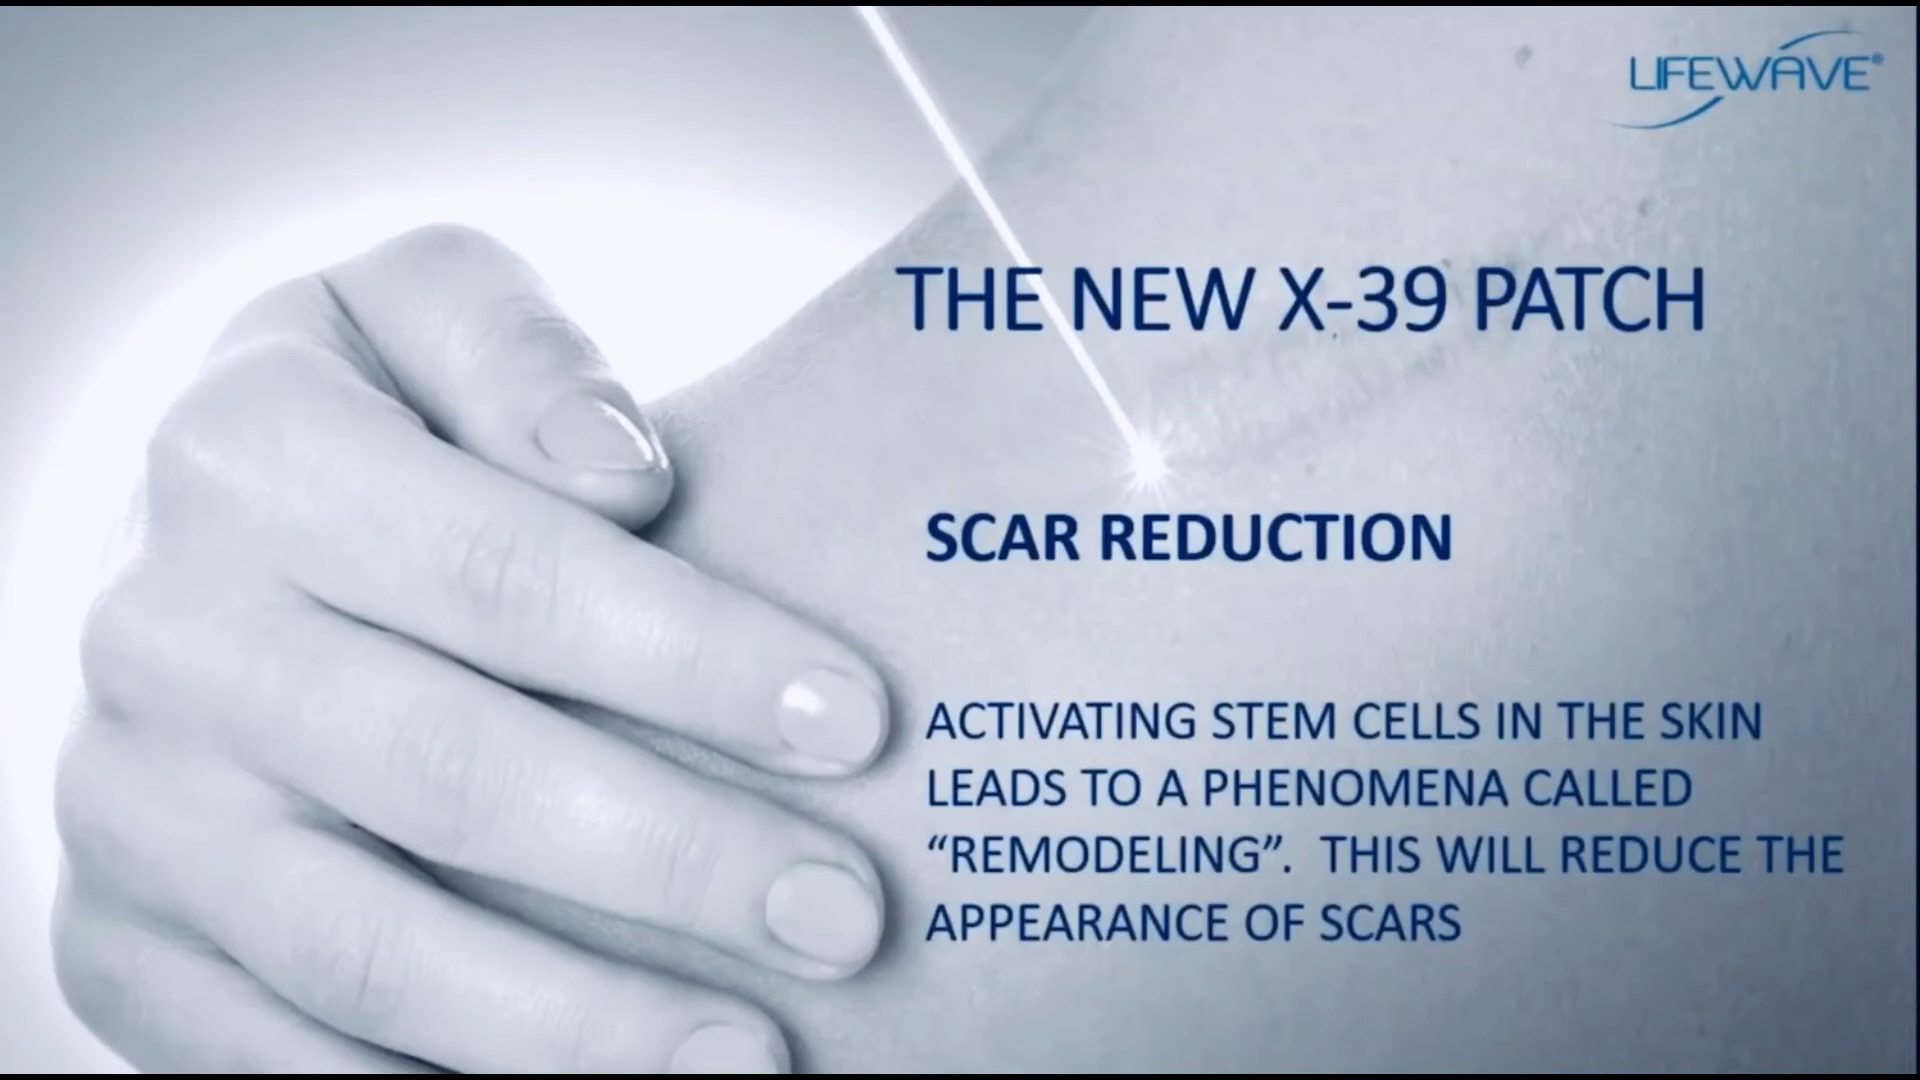 LIFEWAVE®
THE NEW X-39 PATCH
SCAR REDUCTION
ACTIVATING STEM CELLS IN THE SKIN
LEADS TO A PHENOMENA CALLED
“REMODELING”. THIS WILL REDUCE THE
APPEARANCE OF SCARS